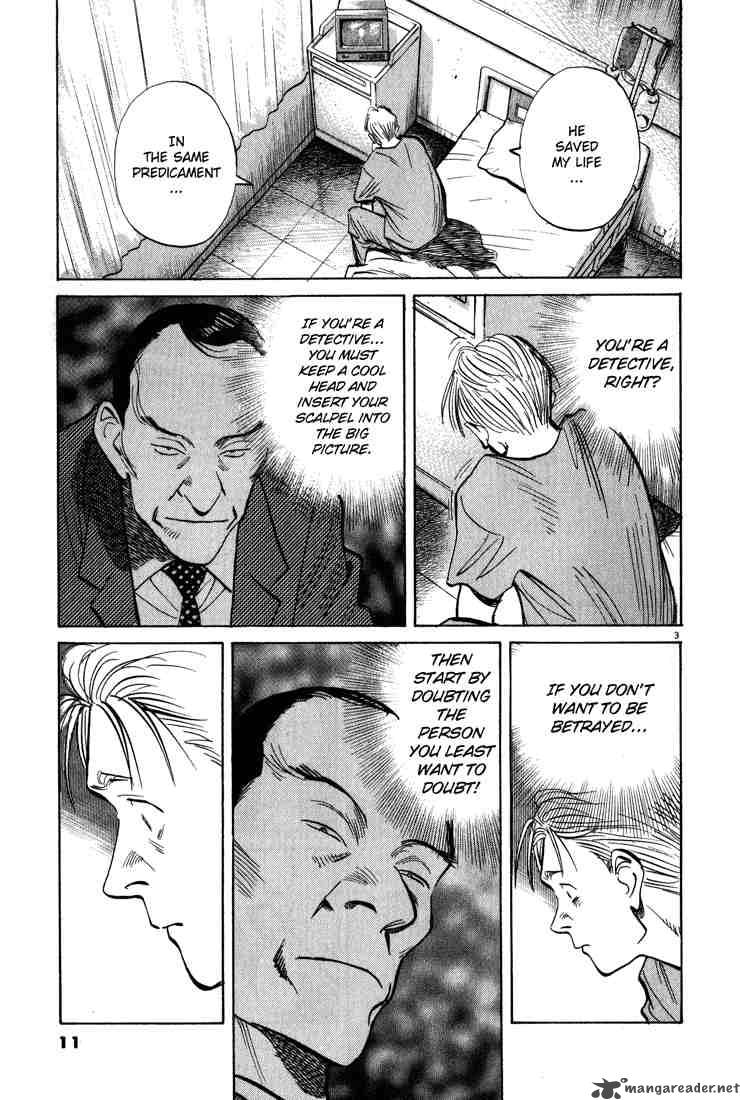 HE
SAVED
MY LIFE
...
IN
THE SAME
PREDICAMENT
...
YOU'RE A
DETECTIVE,
RIGHT?
IF YOU'RE A
DETECTIVE...
YOU MUST
KEEP A COOL
HEAD AND
INSERT YOUR
SCALPEL INTO
THE BIG
PICTURE.
3
IF YOU DON'T
WANT TO BE
BETRAYED...
THEN
START BY
DOUBTING
THE
PERSON
YOU LEAST
WANT TO
DOUBT!
11
mangareader.net